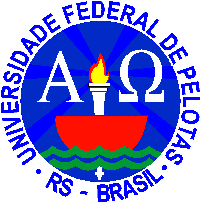 UNIVERSIDADE FEDERAL DE PELOTAS
Α Ω
· RS - BRASIL ·